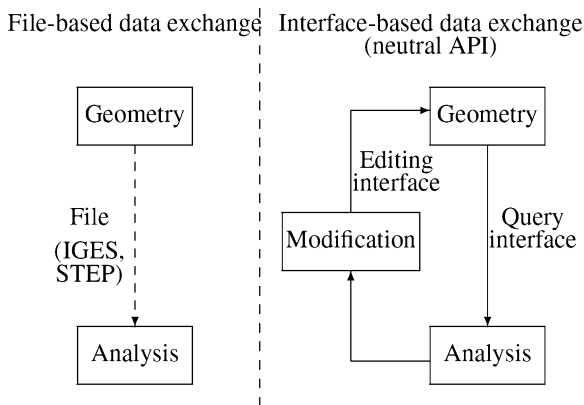 File-based data exchange
Geometry
File
(IGES,
STEP)
Analysis
Interface-based data exchange
(neutral API)
Geometry
Editing
interface
Modification
Query
interface
Analysis